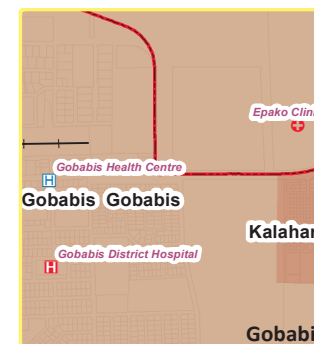 Epako Clini
Gobabis Health Centre
H
Gobabis Gobabis
Kalahar
Gobabis District Hospital
H
Gobabi